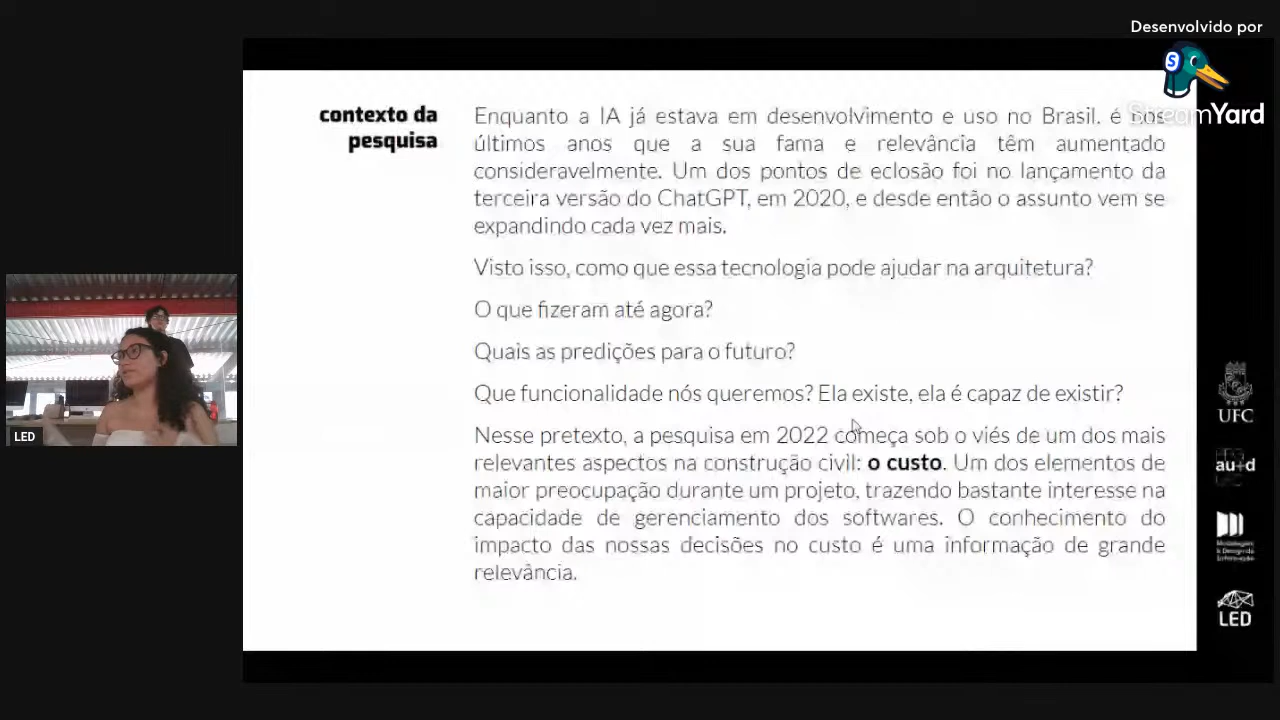 Desenvolvido por
StreamYard
contexto da
pesquisa
Enquanto a IA já estava em desenvolvimento e uso no Brasil. é nos
últimos anos que a sua fama e relevância têm aumentado
consideravelmente. Um dos pontos de eclosão foi no lançamento da
terceira versão do ChatGPT, em 2020, e desde então o assunto vem se
expandindo cada vez mais.
Visto isso, como que essa tecnologia pode ajudar na arquitetura?
O que fizeram até agora?
Quais as predições para o futuro?
Que funcionalidade nós queremos? Ela existe, ela é capaz de existir?
Nesse pretexto, a pesquisa em 2022 começa sob o viés de um dos mais
relevantes aspectos na construção civil: o custo. Um dos elementos de
maior preocupação durante um projeto, trazendo bastante interesse na
capacidade de gerenciamento dos softwares. O conhecimento do
impacto das nossas decisões no custo é uma informação de grande
relevância.
LED
UFC
au+d
LED